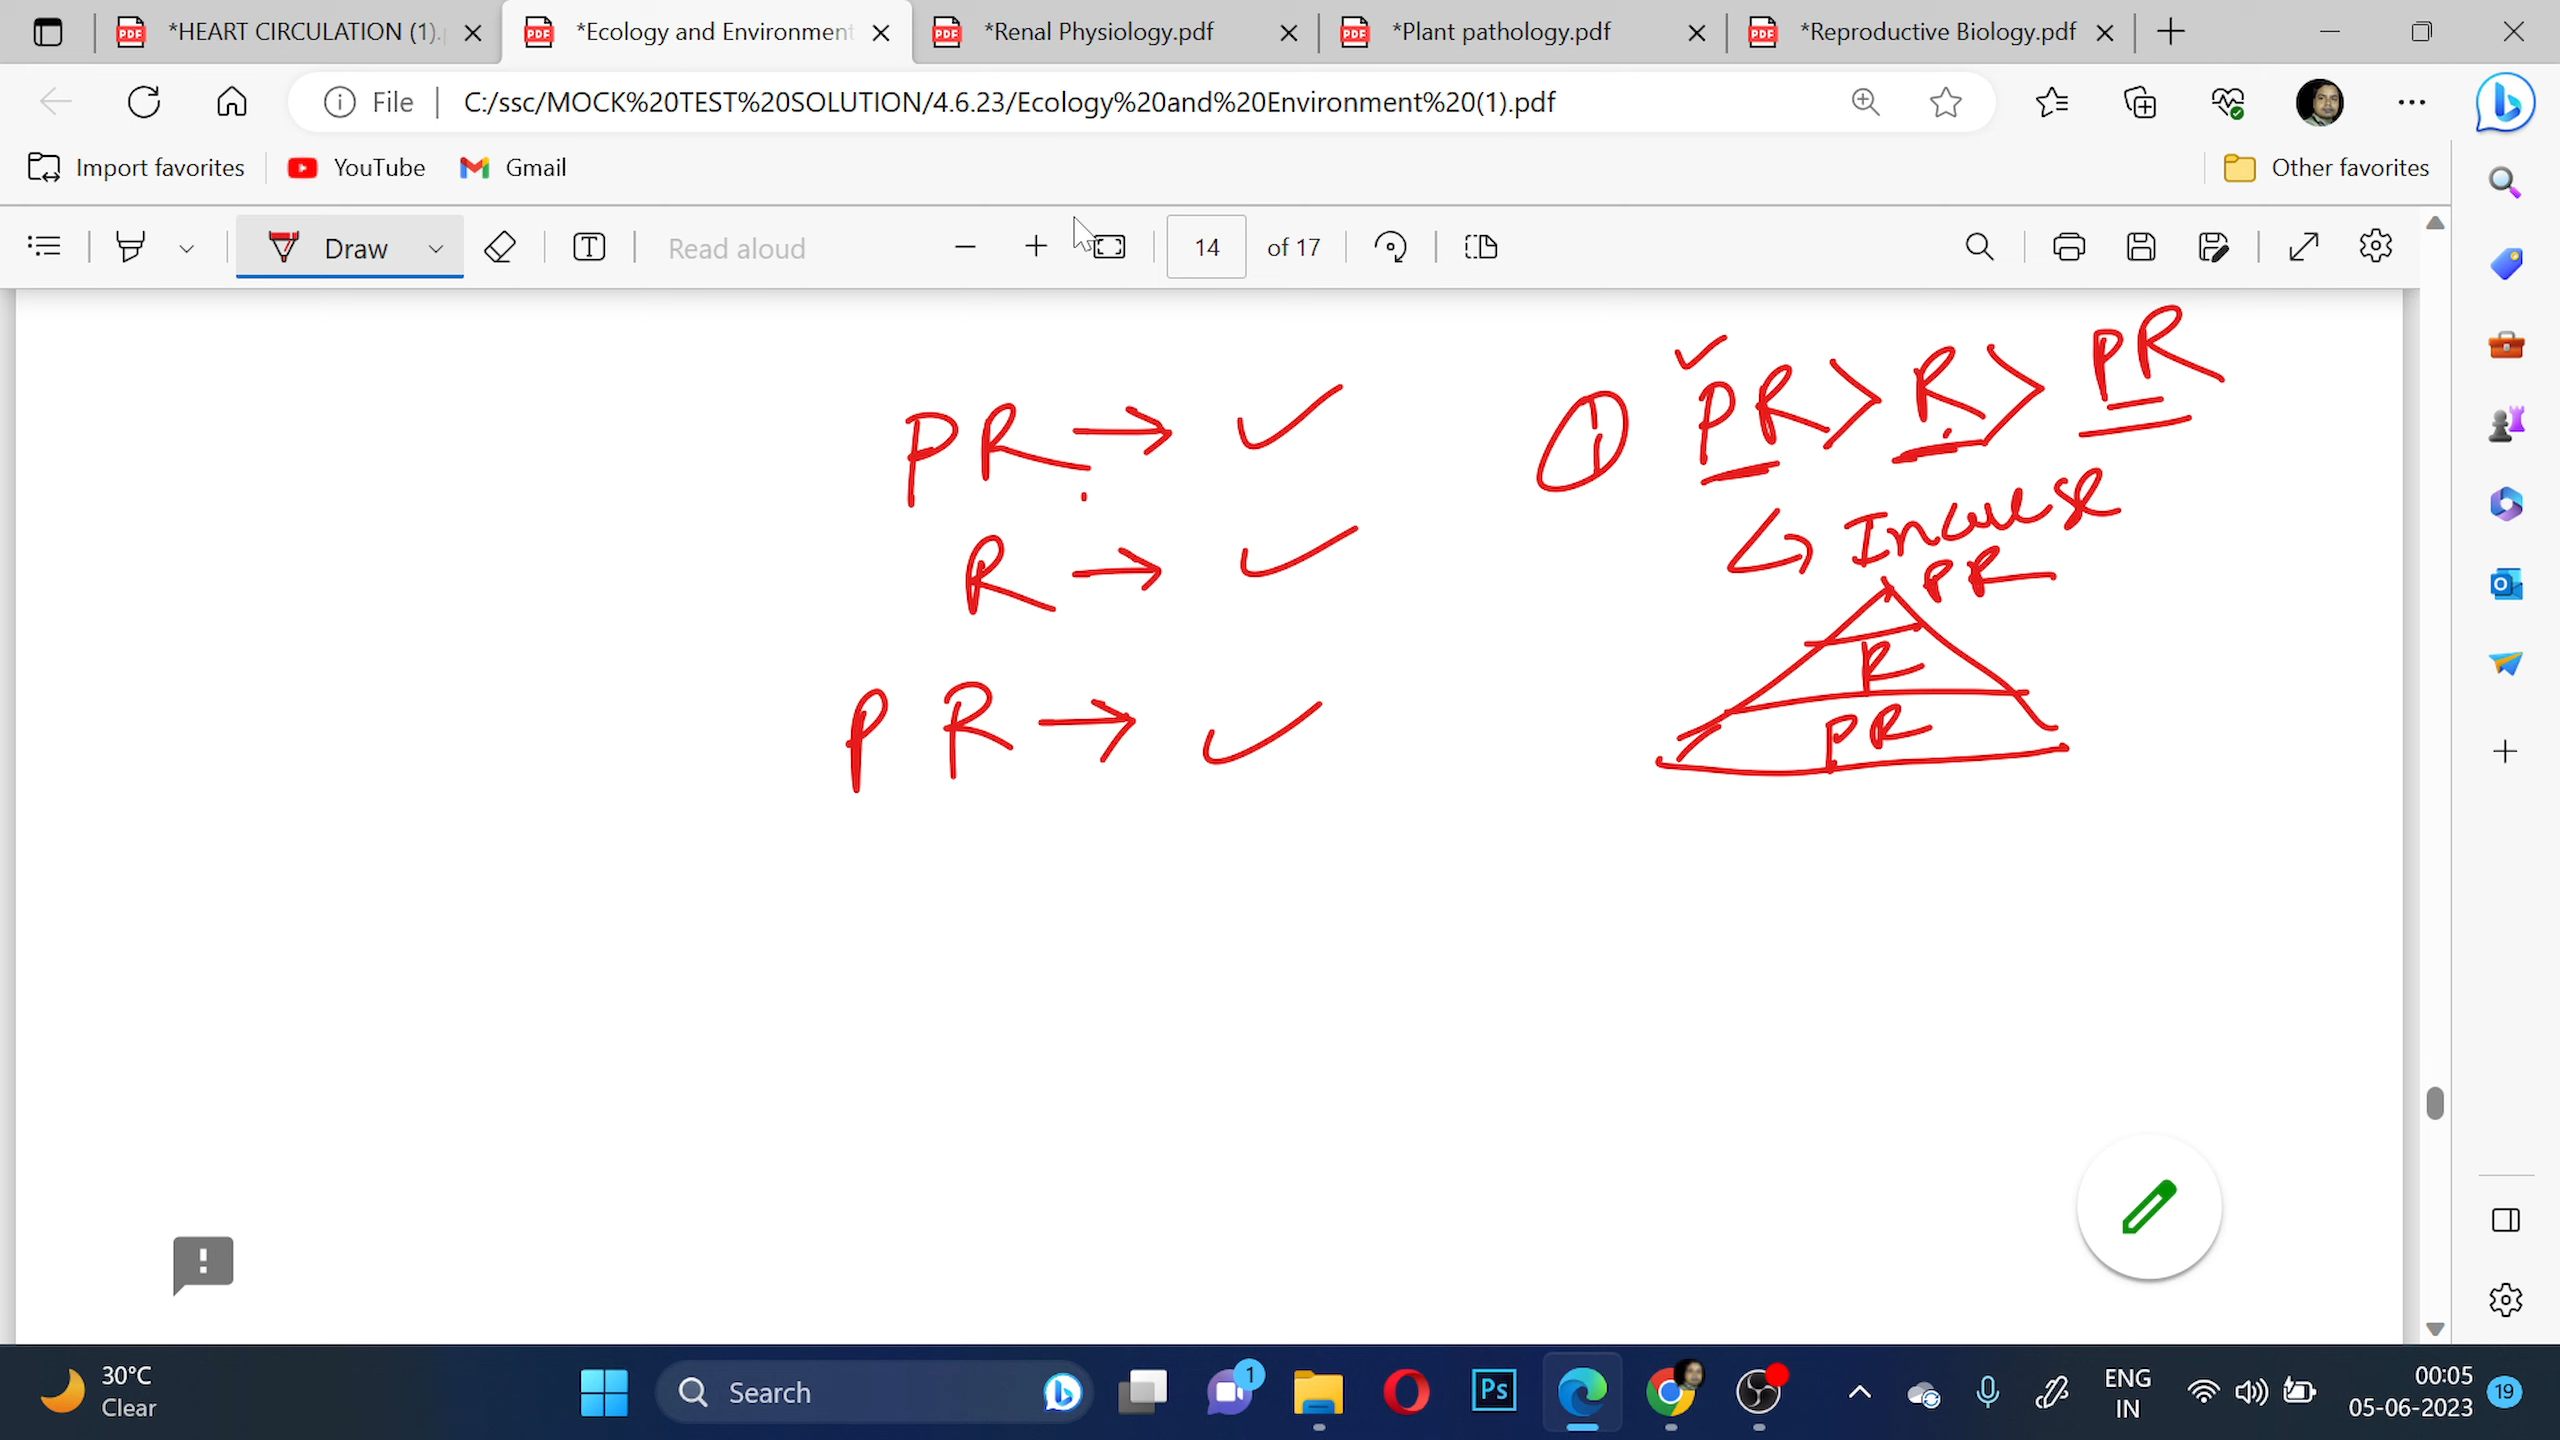 *HEART CIRCULATION (1).p
*Ecology and Environment
*Renal Physiology.pdf
*Plant pathology.pdf
*Reproductive Biology.pdf
File
C:/ssc/MOCK%20TEST%20SOLUTION/4.6.23/Ecology%20and%20Environment%20(1).pdf
Import favorites
YouTube
Gmail
Other favorites
Draw
Read aloud
14
of 17
PR → ✓
R → ✓
PR → ✓
✓
① PR > R > PR
↳ Increase
PR
R
PR
30°C
Clear
Search
1
Ps
ENG
IN
00:05
05-06-2023
19